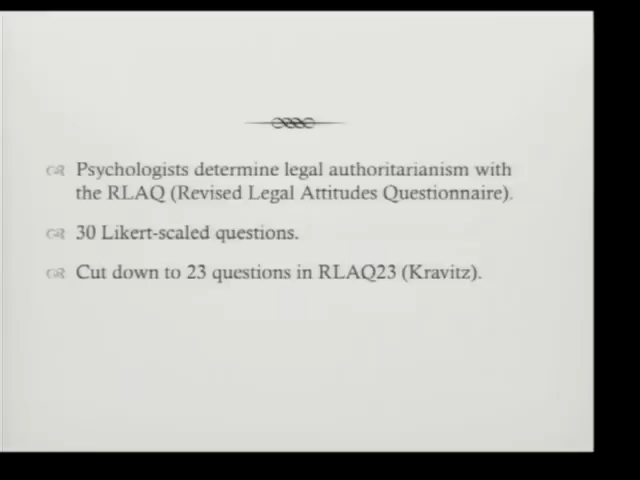 Psychologists determine legal authoritarianism with
the RLAQ (Revised Legal Attitudes Questionnaire).
30 Likert-scaled questions.
Cut down to 23 questions in RLAQ23 (Kravitz).